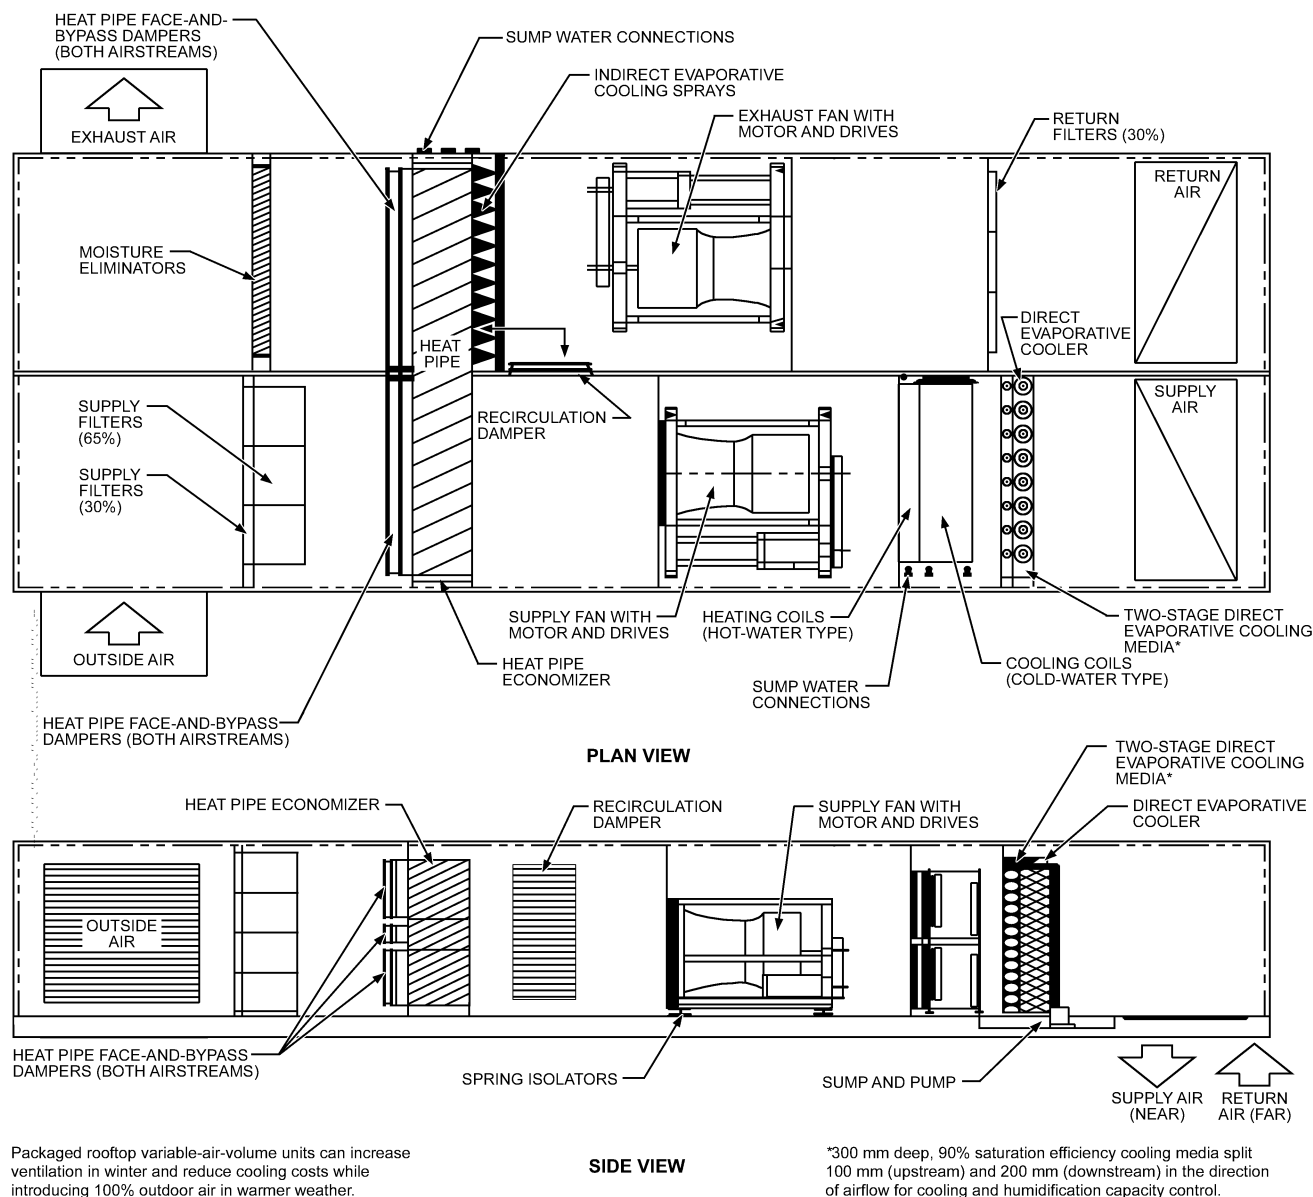 HEAT PIPE FACE-AND-
BYPASS DAMPERS
(BOTH AIRSTREAMS)
SUMP WATER CONNECTIONS
INDIRECT EVAPORATIVE
COOLING SPRAYS
EXHAUST FAN WITH
MOTOR AND DRIVES
RETURN
FILTERS (30%)
EXHAUST AIR
RETURN
AIR
MOISTURE
ELIMINATORS
HEAT
PIPE
DIRECT
EVAPORATIVE
COOLER
SUPPLY
FILTERS
(65%)
SUPPLY
FILTERS
(30%)
RECIRCULATION
DAMPER
SUPPLY
AIR
OUTSIDE AIR
SUPPLY FAN WITH
MOTOR AND DRIVES
HEATING COILS
(HOT-WATER TYPE)
TWO-STAGE DIRECT
EVAPORATIVE COOLING
MEDIA*
HEAT PIPE
ECONOMIZER
COOLING COILS
(COLD-WATER TYPE)
SUMP WATER
CONNECTIONS
HEAT PIPE FACE-AND-BYPASS
DAMPERS (BOTH AIRSTREAMS)
PLAN VIEW
TWO-STAGE DIRECT
EVAPORATIVE COOLING
MEDIA*
HEAT PIPE ECONOMIZER
RECIRCULATION
DAMPER
SUPPLY FAN WITH
MOTOR AND DRIVES
DIRECT EVAPORATIVE
COOLER
OUTSIDE
AIR
HEAT PIPE FACE-AND-BYPASS
DAMPERS (BOTH AIRSTREAMS)
SPRING ISOLATORS
SUMP AND PUMP
SUPPLY AIR
(NEAR)
RETURN
AIR (FAR)
Packaged rooftop variable-air-volume units can increase
ventilation in winter and reduce cooling costs while
introducing 100% outdoor air in warmer weather.
SIDE VIEW
*300 mm deep, 90% saturation efficiency cooling media split
100 mm (upstream) and 200 mm (downstream) in the direction
of airflow for cooling and humidification capacity control.